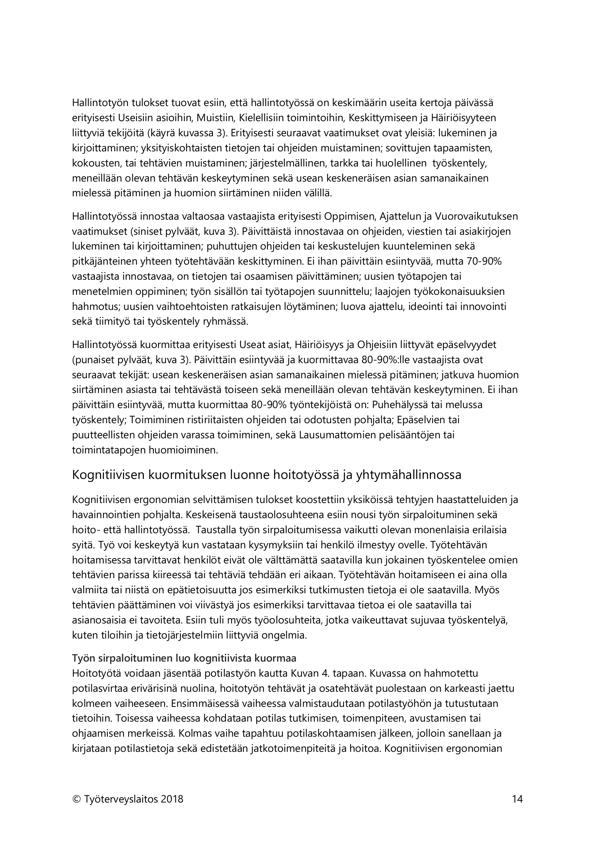 Hallintotyön tulokset tuovat esiin, että hallintotyössä on keskimäärin useita kertoja päivässä
erityisesti Useisiin asioihin, Muistiin, Kielellisiin toimintoihin, Keskittymiseen ja Häiriöisyyteen
liittyviä tekijöitä (käyrä kuvassa 3). Erityisesti seuraavat vaatimukset ovat yleisiä: lukeminen ja
kirjoittaminen; yksityiskohtaisten tietojen tai ohjeiden muistaminen; sovittujen tapaamisten,
kokousten, tai tehtävien muistaminen; järjestelmällinen, tarkka tai huolellinen  työskentely,
meneillään olevan tehtävän keskeytyminen sekä usean keskeneräisen asian samanaikainen
mielessä pitäminen ja huomion siirtäminen niiden välillä.
Hallintotyössä innostaa valtaosaa vastaajista erityisesti Oppimisen, Ajattelun ja Vuorovaikutuksen
vaatimukset (siniset pylväät, kuva 3). Päivittäistä innostavaa on ohjeiden, viestien tai asiakirjojen
lukeminen tai kirjoittaminen; puhuttujen ohjeiden tai keskustelujen kuunteleminen sekä
pitkäjänteinen yhteen työtehtävään keskittyminen. Ei ihan päivittäin esiintyvää, mutta 70-90%
vastaajista innostavaa, on tietojen tai osaamisen päivittäminen; uusien työtapojen tai
menetelmien oppiminen; työn sisällön tai työtapojen suunnittelu; laajojen työkokonaisuuksien
hahmotus; uusien vaihtoehtoisten ratkaisujen löytäminen; luova ajattelu, ideointi tai innovointi
sekä tiimityö tai työskentely ryhmässä.
Hallintotyössä kuormittaa erityisesti Useat asiat, Häiriöisyys ja Ohjeisiin liittyvät epäselvyydet
(punaiset pylväät, kuva 3). Päivittäin esiintyvää ja kuormittavaa 80-90%:lle vastaajista ovat
seuraavat tekijät: usean keskeneräisen asian samanaikainen mielessä pitäminen; jatkuva huomion
siirtäminen asiasta tai tehtävästä toiseen sekä meneillään olevan tehtävän keskeytyminen. Ei ihan
päivittäin esiintyvää, mutta kuormittaa 80-90% työntekijöistä on: Puhehälyssä tai melussa
työskentely; Toimiminen ristiriitaisten ohjeiden tai odotusten pohjalta; Epäselvien tai
puutteellisten ohjeiden varassa toimiminen, sekä Lausumattomien pelisääntöjen tai
toimintatapojen huomioiminen.
Kognitiivisen kuormituksen luonne hoitotyössä ja yhtymähallinnossa
Kognitiivisen ergonomian selvittämisen tulokset koostettiin yksiköissä tehtyjen haastatteluiden ja
havainnointien pohjalta. Keskeisenä taustaolosuhteena esiin nousi työn sirpaloituminen sekä
hoito- että hallintotyössä.  Taustalla työn sirpaloitumisessa vaikutti olevan monenlaisia erilaisia
syitä. Työ voi keskeytyä kun vastataan kysymyksiin tai henkilö ilmestyy ovelle. Työtehtävän
hoitamisessa tarvittavat henkilöt eivät ole välttämättä saatavilla kun jokainen työskentelee omien
tehtävien parissa kiireessä tai tehtäviä tehdään eri aikaan. Työtehtävän hoitamiseen ei aina olla
valmiita tai niistä on epätietoisuutta jos esimerkiksi tutkimusten tietoja ei ole saatavilla. Myös
tehtävien päättäminen voi viivästyä jos esimerkiksi tarvittavaa tietoa ei ole saatavilla tai
asianosaisia ei tavoiteta. Esiin tuli myös työolosuhteita, jotka vaikeuttavat sujuvaa työskentelyä,
kuten tiloihin ja tietojärjestelmiin liittyviä ongelmia.
Työn sirpaloituminen luo kognitiivista kuormaa
Hoitotyötä voidaan jäsentää potilastyön kautta Kuvan 4. tapaan. Kuvassa on hahmotettu
potilasvirtaa erivärisinä nuolina, hoitotyön tehtävät ja osatehtävät puolestaan on karkeasti jaettu
kolmeen vaiheeseen. Ensimmäisessä vaiheessa valmistaudutaan potilastyöhön ja tutustutaan
tietoihin. Toisessa vaiheessa kohdataan potilas tutkimisen, toimenpiteen, avustamisen tai
ohjaamisen merkeissä. Kolmas vaihe tapahtuu potilaskohtaamisen jälkeen, jolloin sanellaan ja
kirjataan potilastietoja sekä edistetään jatkotoimenpiteitä ja hoitoa. Kognitiivisen ergonomian
© Työterveyslaitos 2018
14